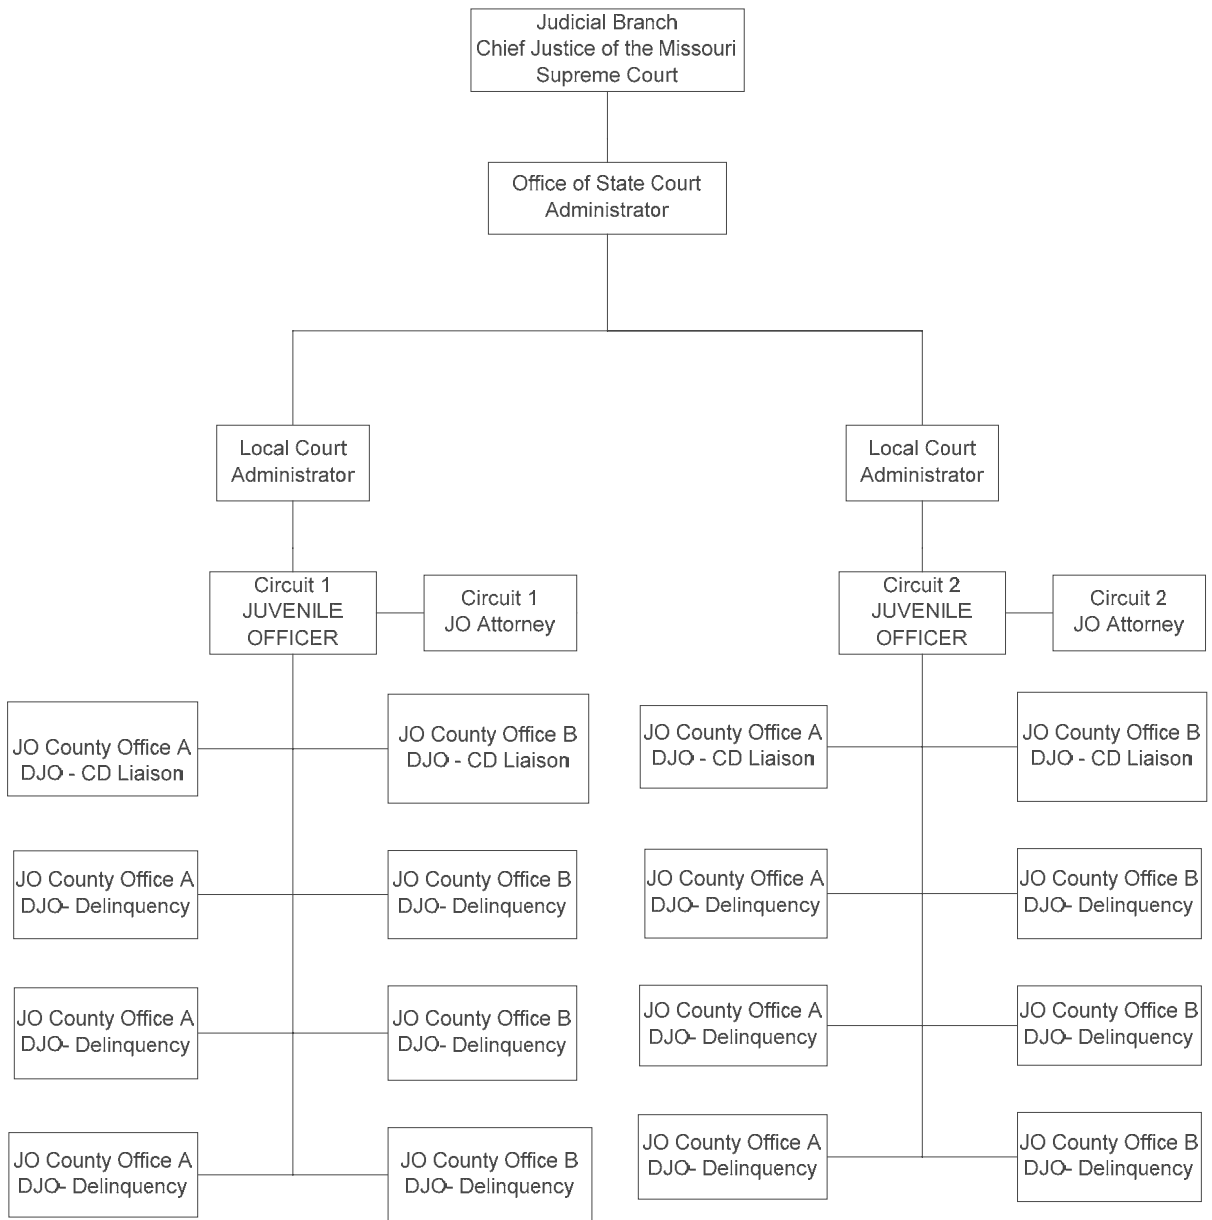 Judicial Branch
Chief Justice of the Missouri
Supreme Court
Office of State Court
Administrator
Local Court
Administrator
Local Court
Administrator
Circuit 1
JUVENILE
OFFICER
Circuit 1
JO Attorney
Circuit 2
JUVENILE
OFFICER
Circuit 2
JO Attorney
JO County Office A
DJO - CD Liaison
JO County Office B
DJO - CD Liaison
JO County Office A
DJO - CD Liaison
JO County Office B
DJO - CD Liaison
JO County Office A
DJO- Delinquency
JO County Office B
DJO- Delinquency
JO County Office A
DJO- Delinquency
JO County Office B
DJO- Delinquency
JO County Office A
DJO- Delinquency
JO County Office B
DJO- Delinquency
JO County Office A
DJO- Delinquency
JO County Office B
DJO- Delinquency
JO County Office A
DJO- Delinquency
JO County Office B
DJO- Delinquency
JO County Office A
DJO- Delinquency
JO County Office B
DJO- Delinquency